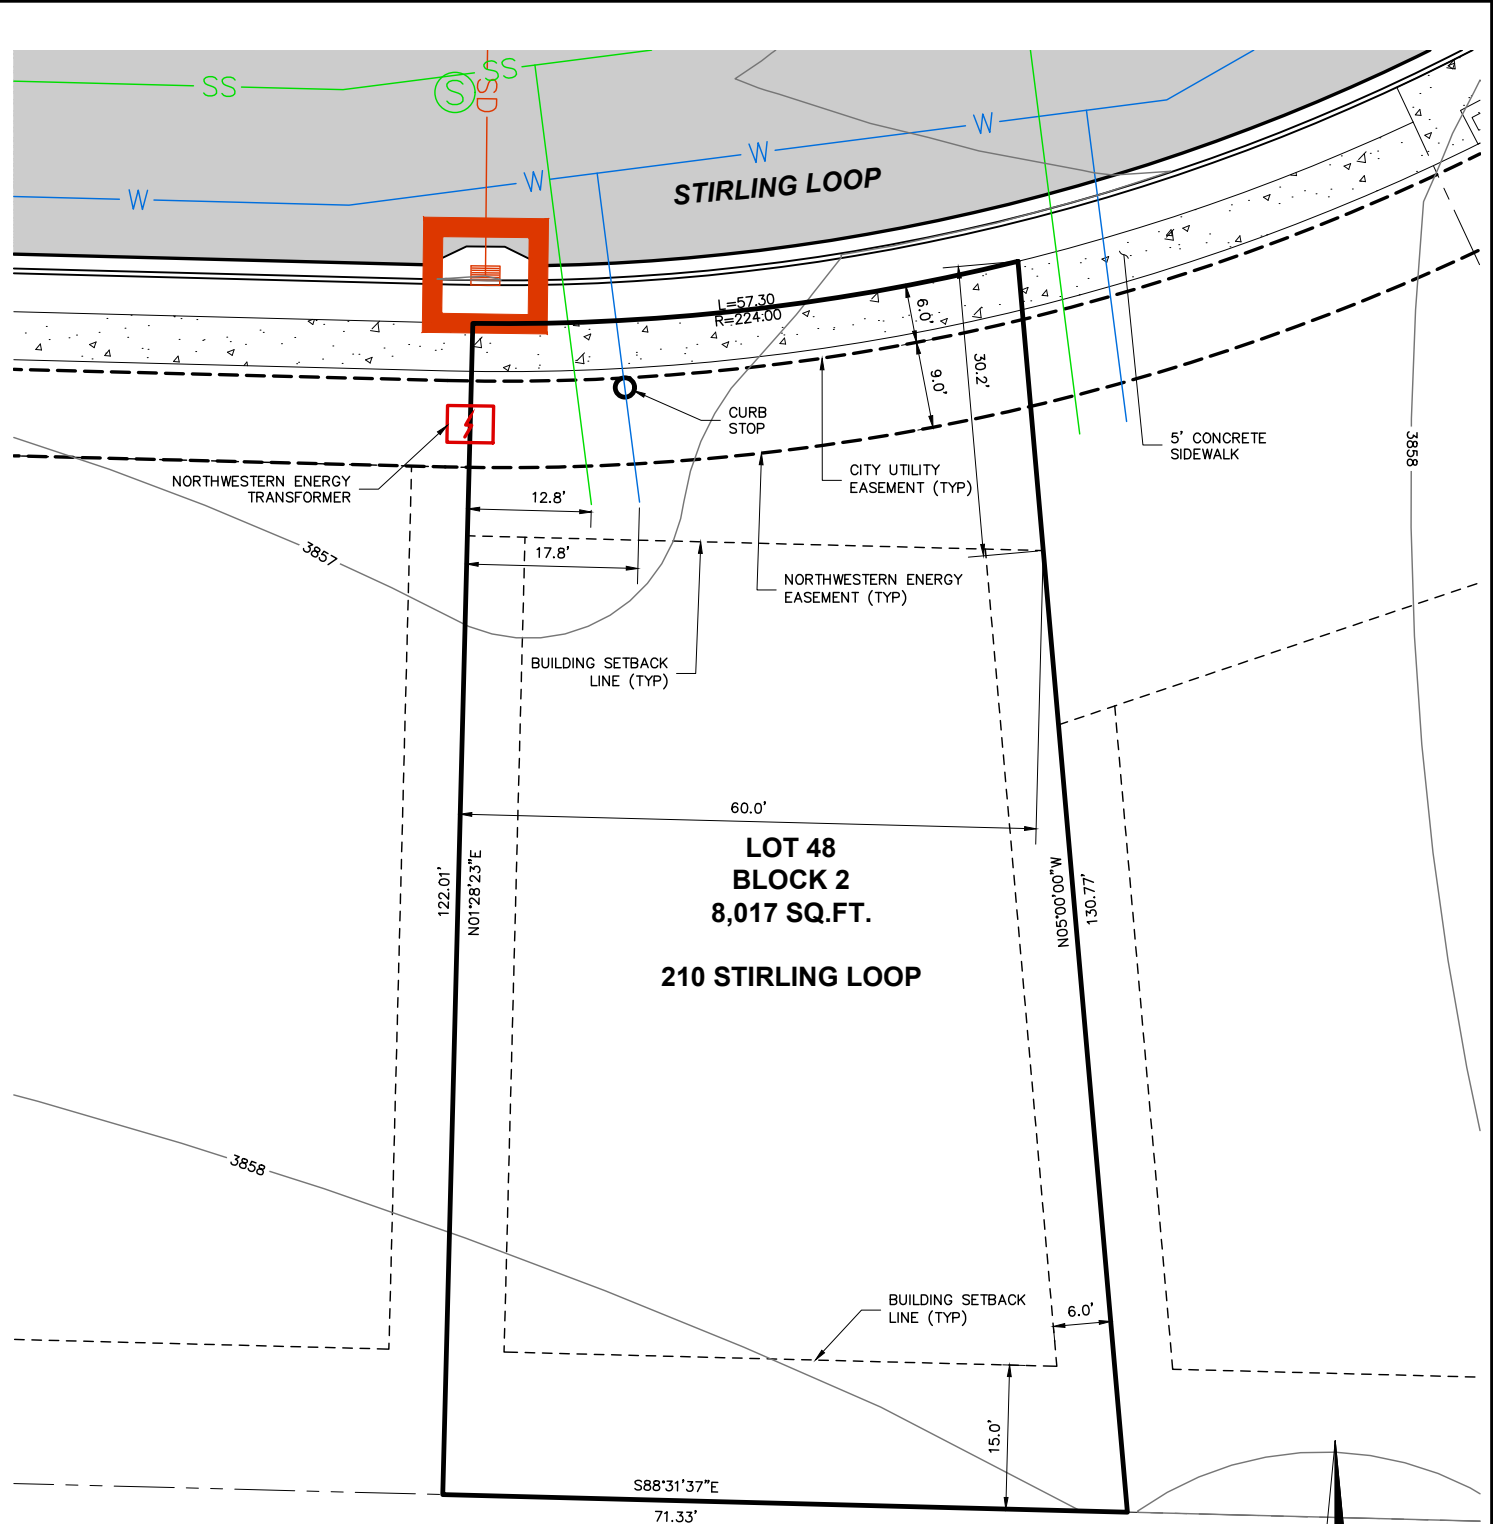 SS
SS
S
SD
W
W
W
W
STIRLING LOOP
L=57.30
R=224.00
6.0'
30.2'
9.0'
CURB
STOP
5' CONCRETE
SIDEWALK
3858
CITY UTILITY
EASEMENT (TYP)
NORTHWESTERN ENERGY
TRANSFORMER
12.8'
17.8'
3857
NORTHWESTERN ENERGY
EASEMENT (TYP)
BUILDING SETBACK
LINE (TYP)
60.0'
LOT 48
BLOCK 2
8,017 SQ.FT.
210 STIRLING LOOP
122.01'
N01°28'23"E
N05°00'00"W
130.77'
3858
BUILDING SETBACK
LINE (TYP)
6.0'
15.0'
S88°31'37"E
71.33'